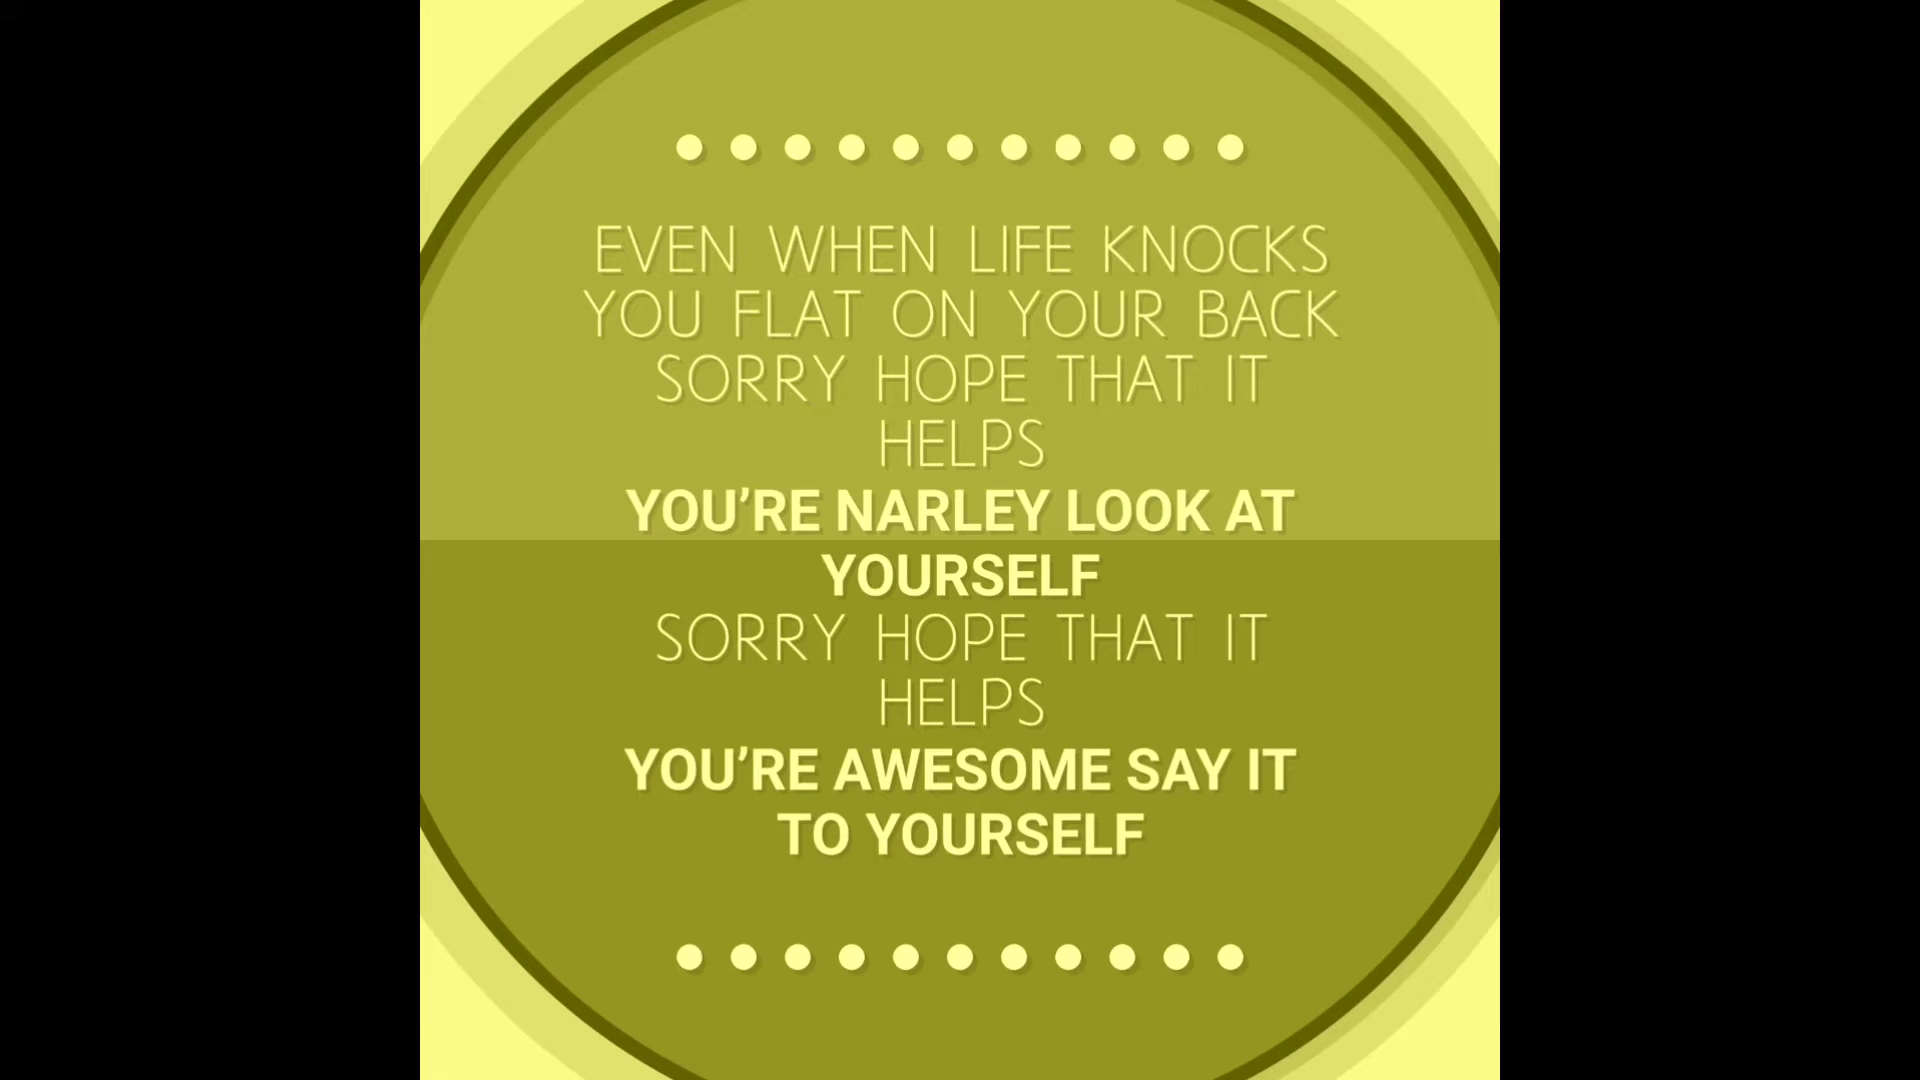 EVEN WHEN LIFE KNOCKS
YOU FLAT ON YOUR BACK
SORRY HOPE THAT IT
HELPS
YOU’RE NARLEY LOOK AT
YOURSELF
SORRY HOPE THAT IT
HELPS
YOU’RE AWESOME SAY IT
TO YOURSELF